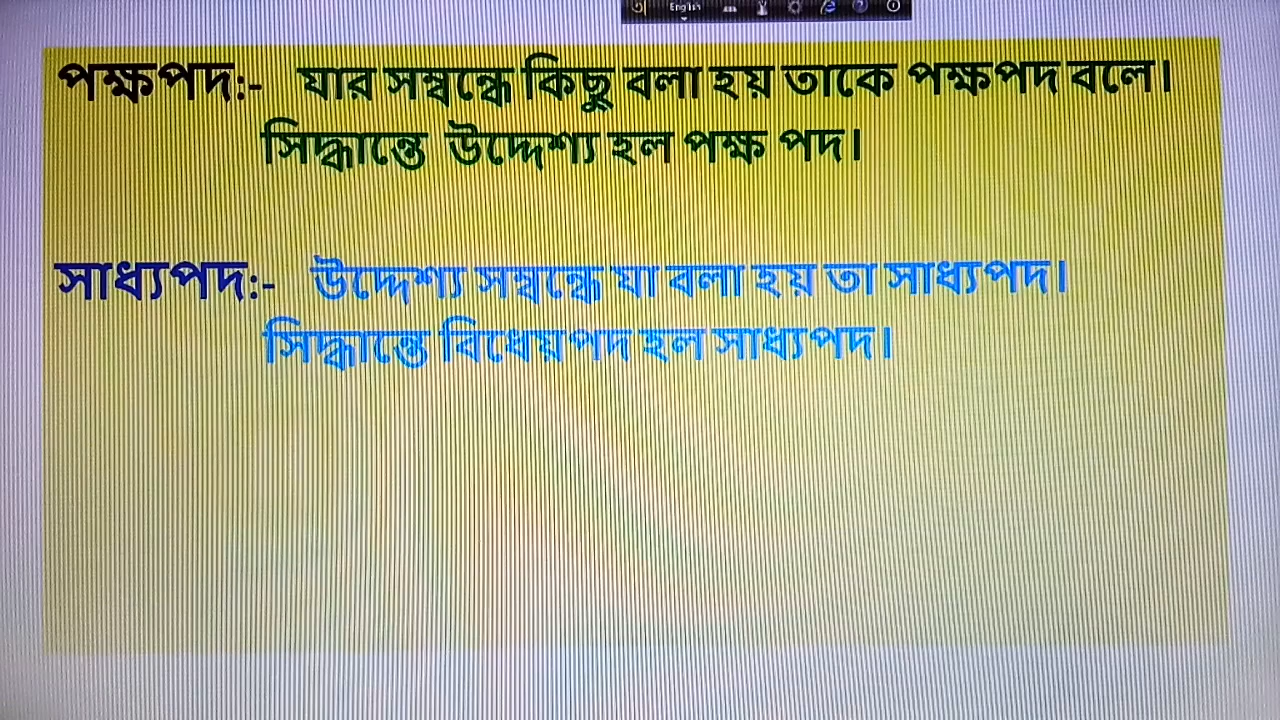 English
পক্ষপদ:- যার সম্বন্ধে কিছু বলা হয় তাকে পক্ষপদ বলে।
সিদ্ধান্তে উদ্দেশ্য হল পক্ষ পদ।
সাধ্যপদ:- উদ্দেশ্য সম্বন্ধে যা বলা হয় তা সাধ্যপদ।
সিদ্ধান্তে বিধেয়পদ হল সাধ্যপদ।